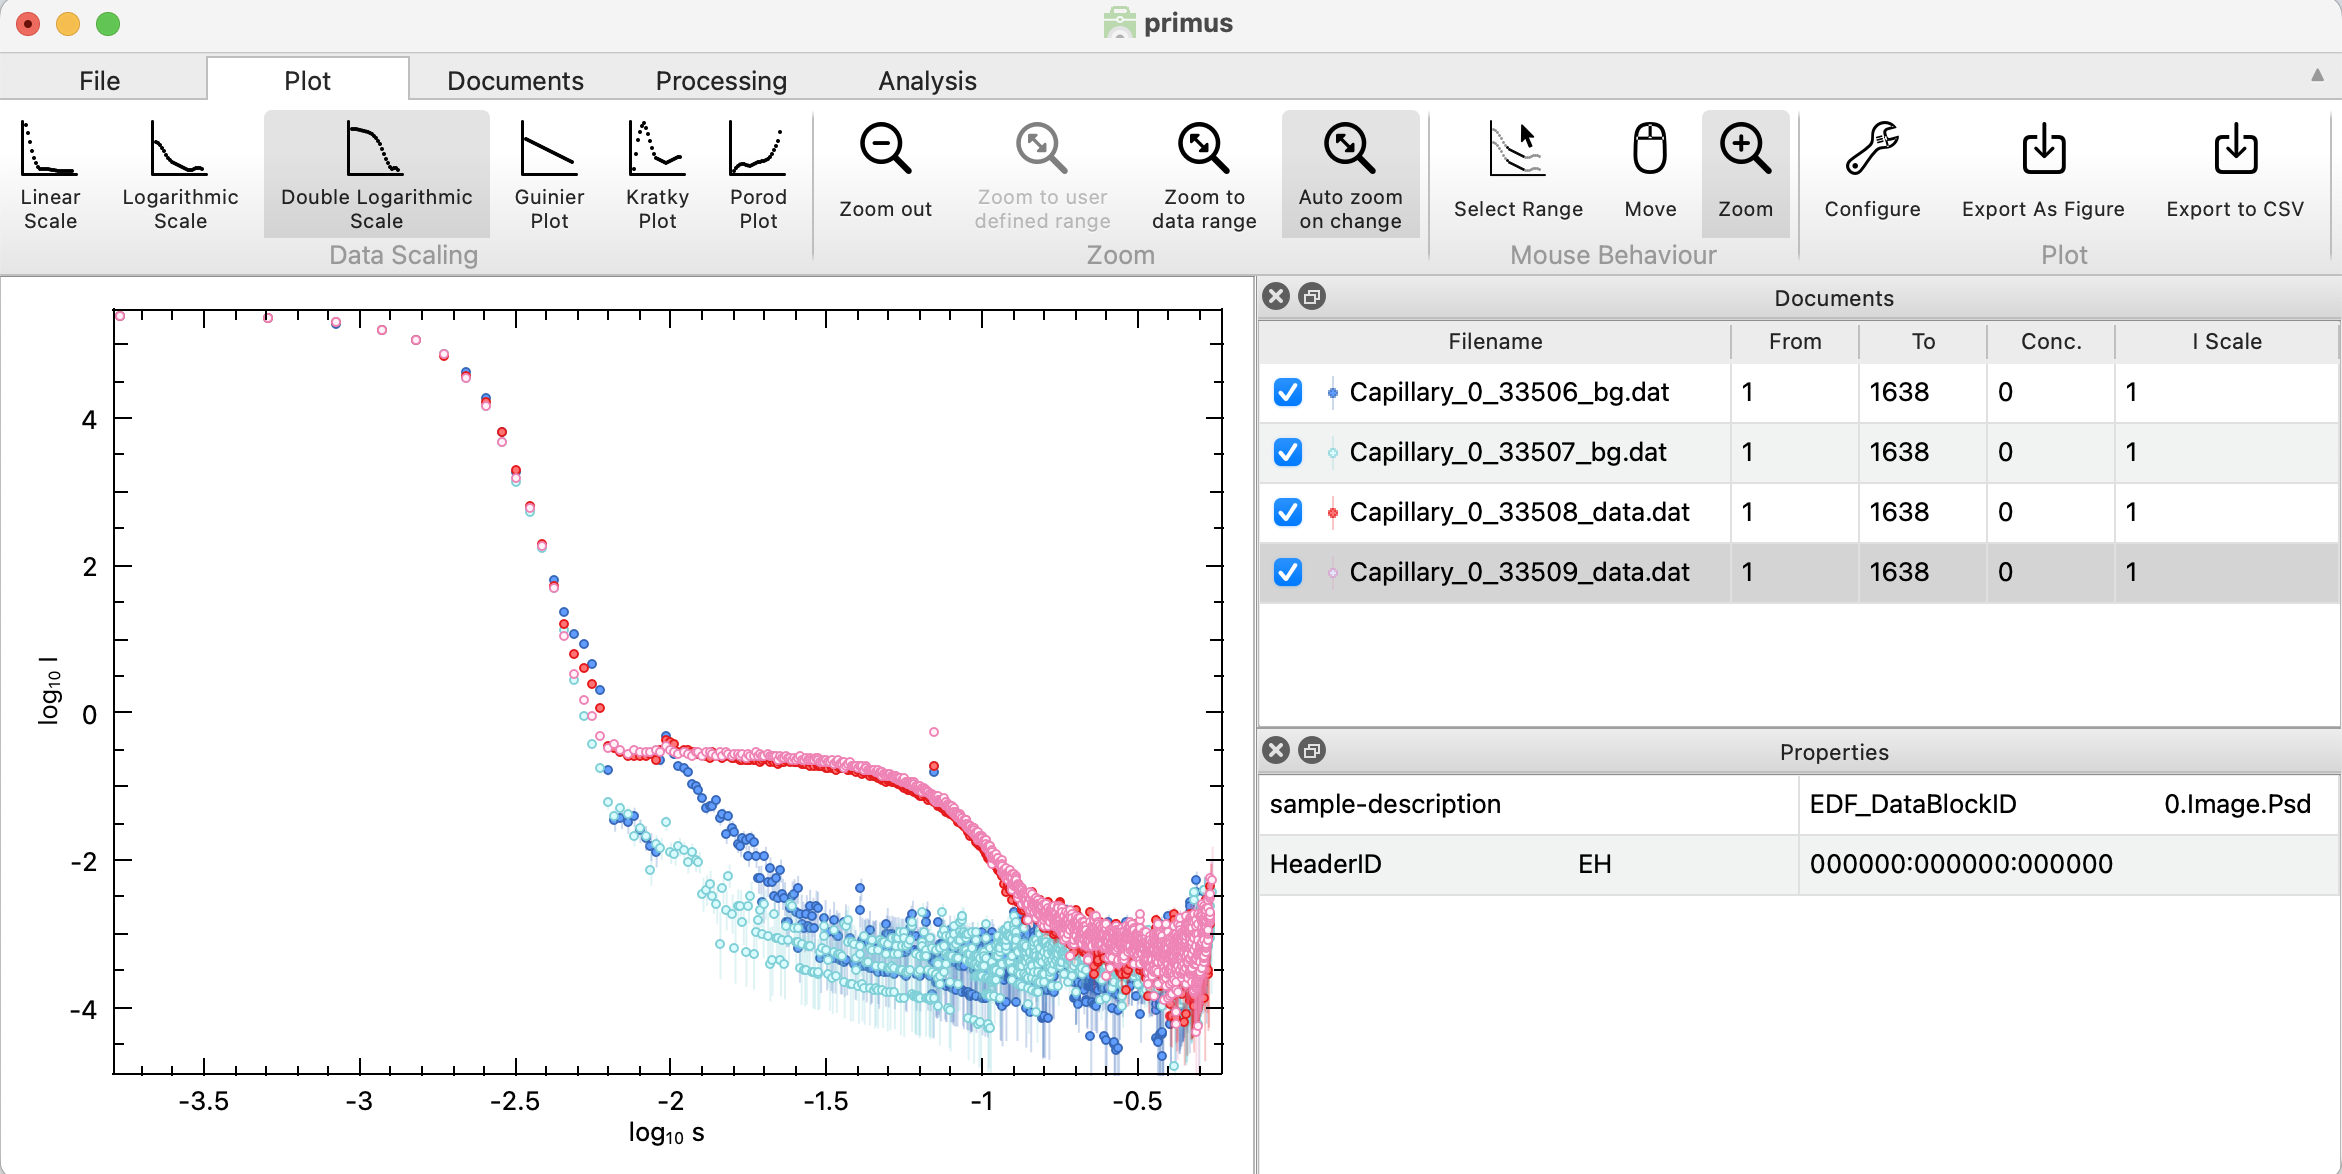 primus
File Plot Documents Processing Analysis
Linear Scale
Logarithmic Scale
Double Logarithmic Scale
Guinier Plot
Kratky Plot
Porod Plot
Data Scaling
Zoom out
Zoom to user defined range
Zoom to data range
Auto zoom on change
Zoom
Select Range
Move
Zoom
Mouse Behaviour
Configure
Export As Figure
Export to CSV
Plot
log₁₀ I
4
2
0
-2
-4
-3.5 -3 -2.5 -2 -1.5 -1 -0.5
log₁₀ s
Documents
Filename From To Conc. I Scale
Capillary_0_33506_bg.dat 1 1638 0 1
Capillary_0_33507_bg.dat 1 1638 0 1
Capillary_0_33508_data.dat 1 1638 0 1
Capillary_0_33509_data.dat 1 1638 0 1
Properties
sample-description EDF_DataBlockID 0.Image.Psd
HeaderID EH 000000:000000:000000